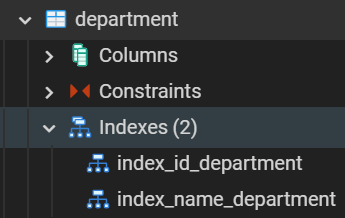 department
Columns
Constraints
Indexes (2)
index_id_department
index_name_department